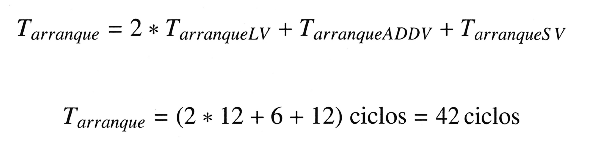 T_arranque = 2 * T_arranqueLV + T_arranqueADDV + T_arranqueSV
T_arranque = (2 * 12 + 6 + 12) ciclos = 42 ciclos